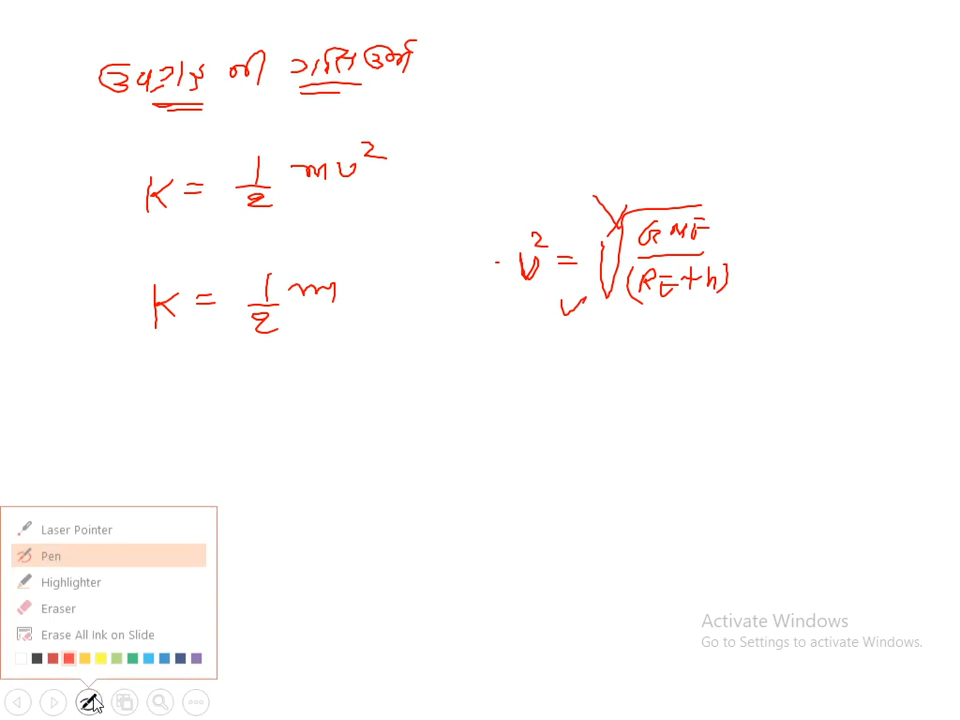 ઉપગ્રહ ની ગતિઊર્જા
K = 1/2 mv²
v² = √ GME / (RE+h)
K = 1/2 m
Laser Pointer
Pen
Highlighter
Eraser
Erase All Ink on Slide
Activate Windows
Go to Settings to activate Windows.